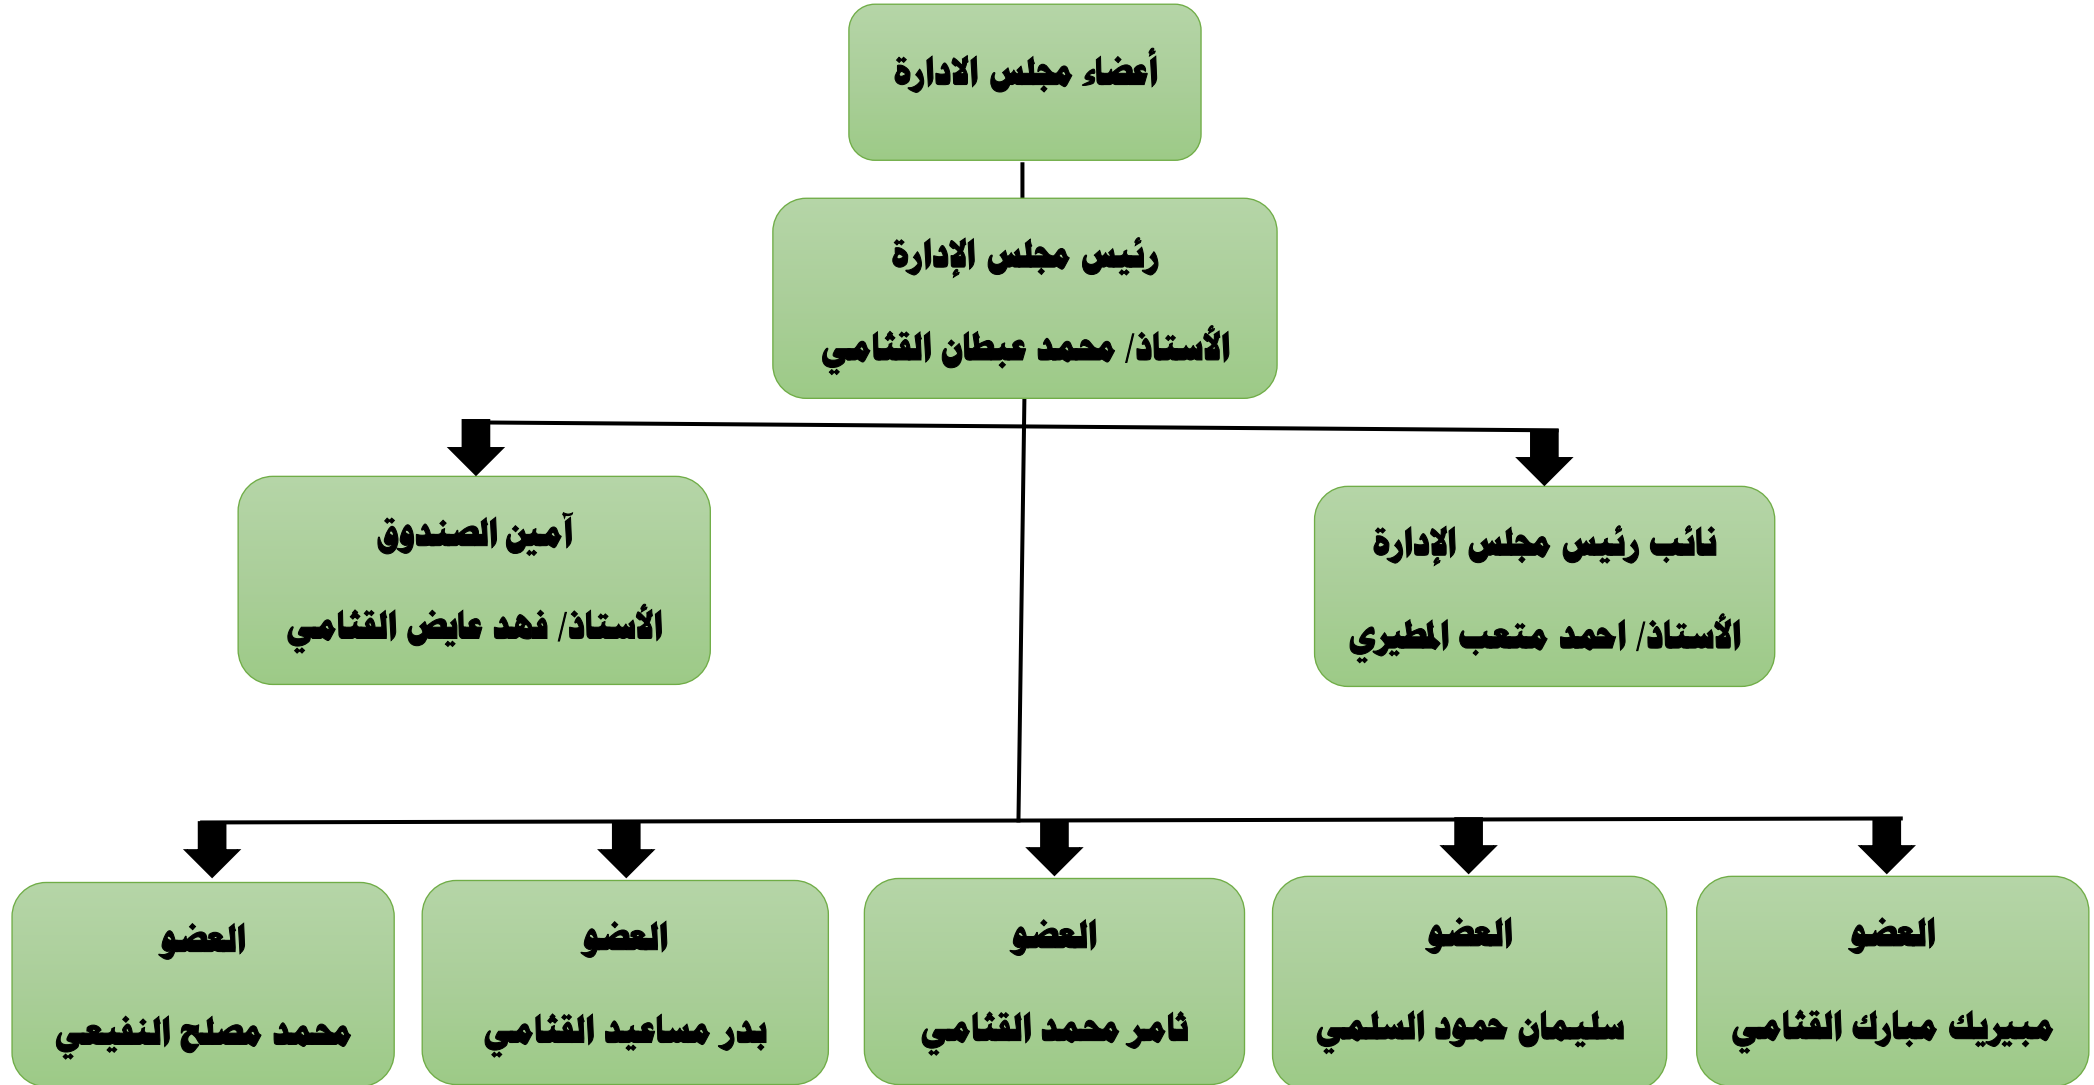 أعضاء مجلس الادارة
رئيس مجلس الإدارة
الأستاذ/ محمد عبطان القثامي
نائب رئيس مجلس الإدارة
الأستاذ/ احمد متعب المطيري
آمين الصندوق
الأستاذ/ فهد عايض القثامي
العضو
مبيريك مبارك القثامي
العضو
سليمان حمود السلمي
العضو
ثامر محمد القثامي
العضو
بدر مساعيد القثامي
العضو
محمد مصلح النفيعي